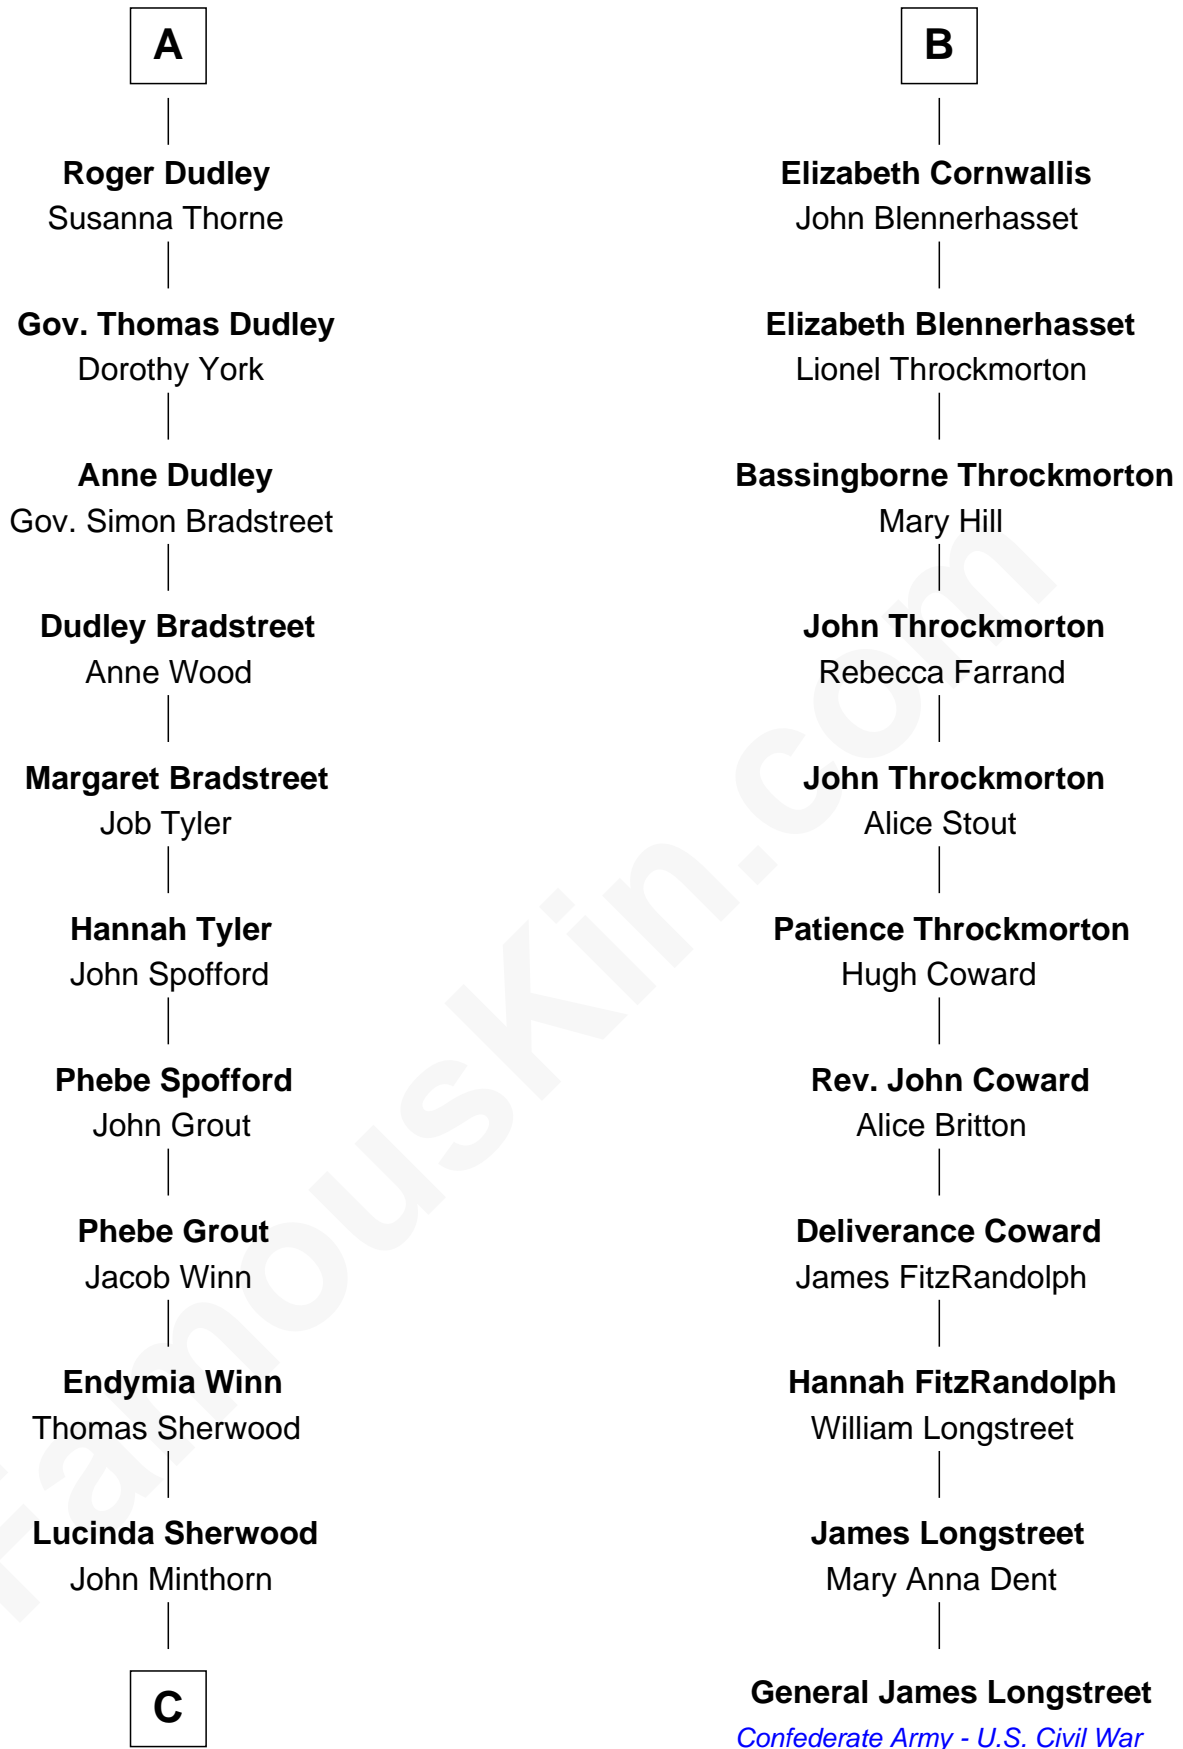 A
Roger Dudley
Susanna Thorne
Gov. Thomas Dudley
Dorothy York
Anne Dudley
Gov. Simon Bradstreet
Dudley Bradstreet
Anne Wood
Margaret Bradstreet
Job Tyler
Hannah Tyler
John Spofford
Phebe Spofford
John Grout
Phebe Grout
Jacob Winn
Endymia Winn
Thomas Sherwood
Lucinda Sherwood
John Minthorn
C
B
Elizabeth Cornwallis
John Blennerhasset
Elizabeth Blennerhasset
Lionel Throckmorton
Bassingborne Throckmorton
Mary Hill
John Throckmorton
Rebecca Farrand
John Throckmorton
Alice Stout
Patience Throckmorton
Hugh Coward
Rev. John Coward
Alice Britton
Deliverance Coward
James FitzRandolph
Hannah FitzRandolph
William Longstreet
James Longstreet
Mary Anna Dent
General James Longstreet
Confederate Army - U.S. Civil War
FamousKin.com